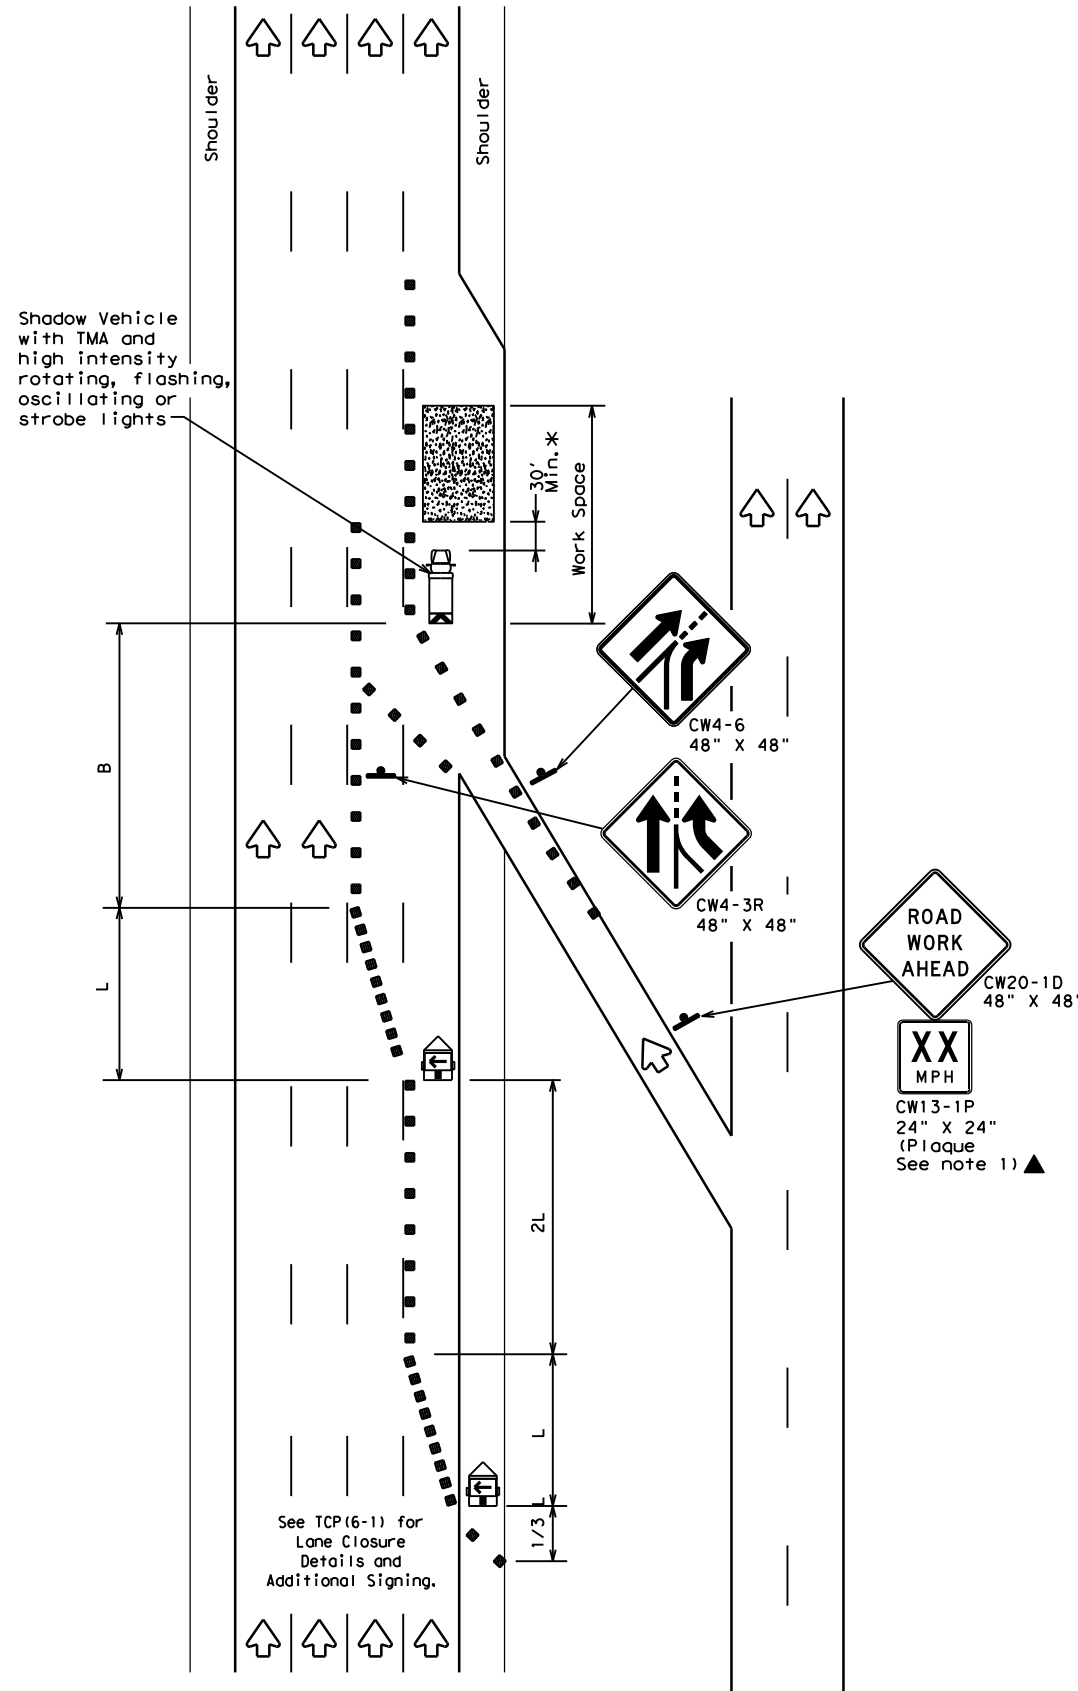 Shoulder
Shoulder
Shadow Vehicle
with TMA and
high intensity
rotating, flashing,
oscillating or
strobe lights
30'
Min.*
Work Space
CW4-6
48" X 48"
B
CW4-3R
48" X 48"
ROAD
WORK
AHEAD
CW20-1D
48" X 48"
XX
MPH
CW13-1P
24" X 24"
(Plaque
See note 1)▲
L
2L
L
1/3 L
See TCP(6-1) for
Lane Closure
Details and
Additional Signing.